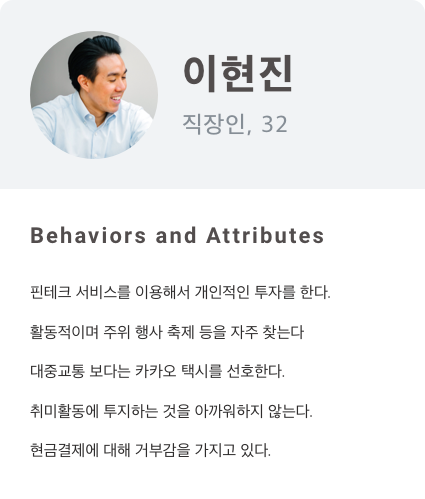 이현진
직장인, 32
Behaviors and Attributes
핀테크 서비스를 이용해서 개인적인 투자를 한다.
활동적이며 주위 행사 축제 등을 자주 찾는다
대중교통 보다는 카카오 택시를 선호한다.
취미활동에 투지하는 것을 아까워하지 않는다.
현금결제에 대해 거부감을 가지고 있다.